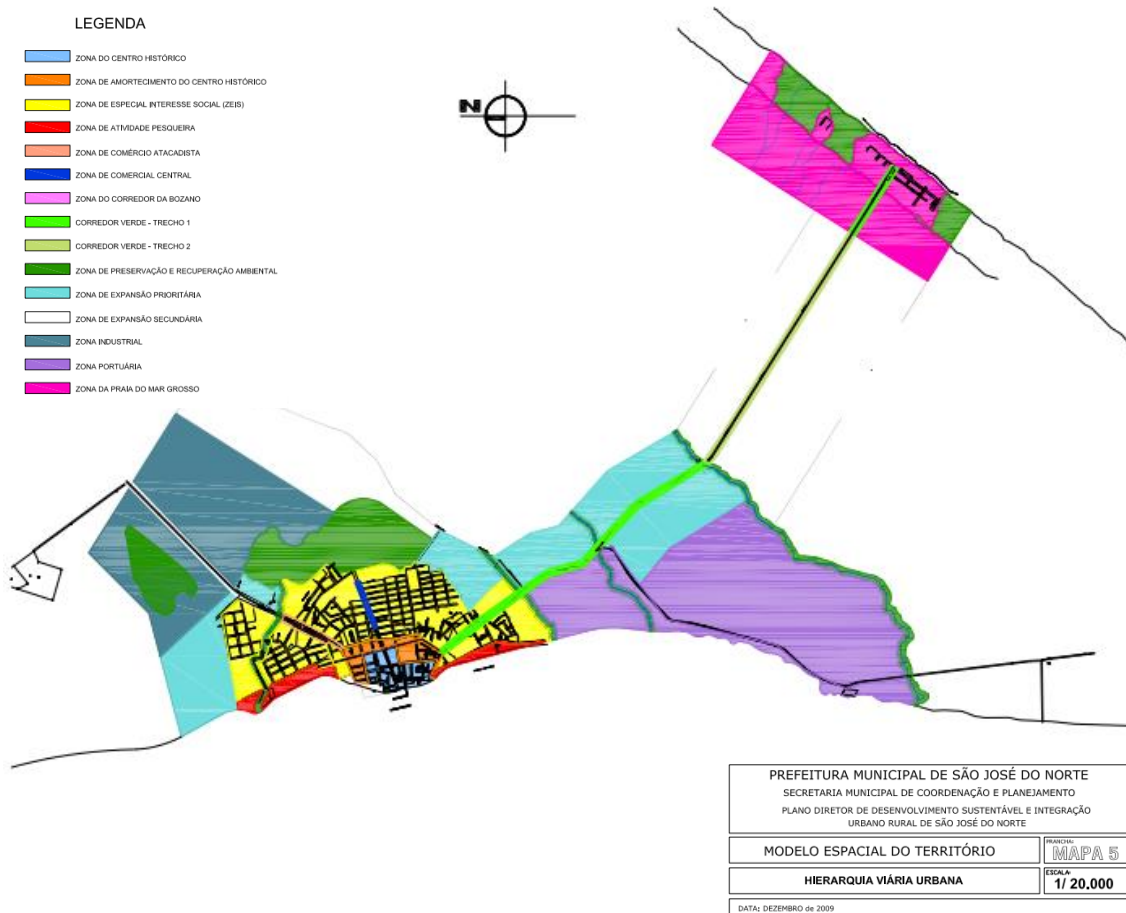 LEGENDA
ZONA DO CENTRO HISTÓRICO
ZONA DE AMORTECIMENTO DO CENTRO HISTÓRICO
ZONA DE ESPECIAL INTERESSE SOCIAL (ZEIS)
ZONA DE ATIVIDADE PESQUEIRA
ZONA DE COMÉRCIO ATACADISTA
ZONA DE COMERCIAL CENTRAL
ZONA DO CORREDOR DA BOZANO
CORREDOR VERDE - TRECHO 1
CORREDOR VERDE - TRECHO 2
ZONA DE PRESERVAÇÃO E RECUPERAÇÃO AMBIENTAL
ZONA DE EXPANSÃO PRIORITÁRIA
ZONA DE EXPANSÃO SECUNDÁRIA
ZONA INDUSTRIAL
ZONA PORTUÁRIA
ZONA DA PRAIA DO MAR GROSSO
N
PREFEITURA MUNICIPAL DE SÃO JOSÉ DO NORTE
SECRETARIA MUNICIPAL DE COORDENAÇÃO E PLANEJAMENTO
PLANO DIRETOR DE DESENVOLVIMENTO SUSTENTÁVEL E INTEGRAÇÃO
URBANO RURAL DE SÃO JOSÉ DO NORTE
MODELO ESPACIAL DO TERRITÓRIO
PRANCHA:
MAPA 5
HIERARQUIA VIÁRIA URBANA
ESCALA:
1/ 20.000
DATA: DEZEMBRO de 2009